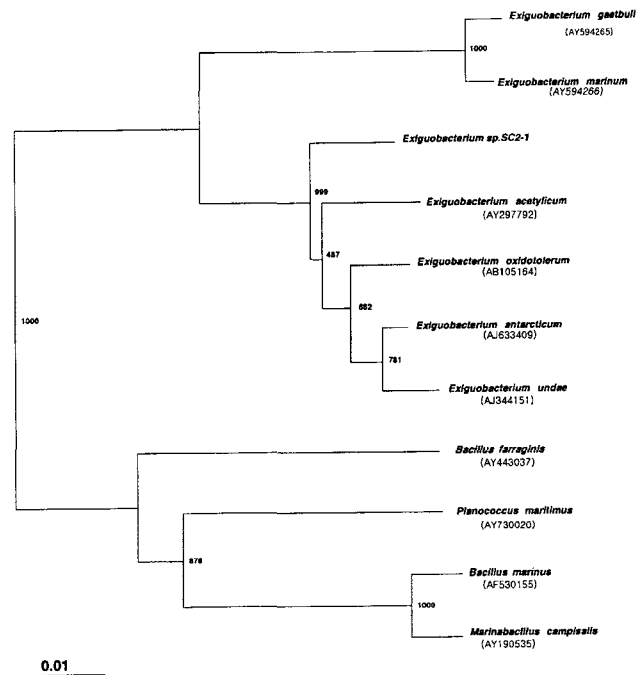 Exiguobacterium gaetbuli
(AY594265)
1000
Exiguobacterium marinum
(AY594266)
Exiguobacterium sp.SC2-1
999
Exiguobacterium acetylicum
(AY297792)
487
Exiguobacterium oxidotolerum
(AB105164)
682
Exiguobacterium antarcticum
(AJ633409)
781
Exiguobacterium undae
(AJ344151)
1000
Bacillus farraginis
(AY443037)
Planococcus maritimus
(AY730020)
878
Bacillus marinus
(AF530155)
1000
Marinabacillus campisalis
(AY190535)
0.01